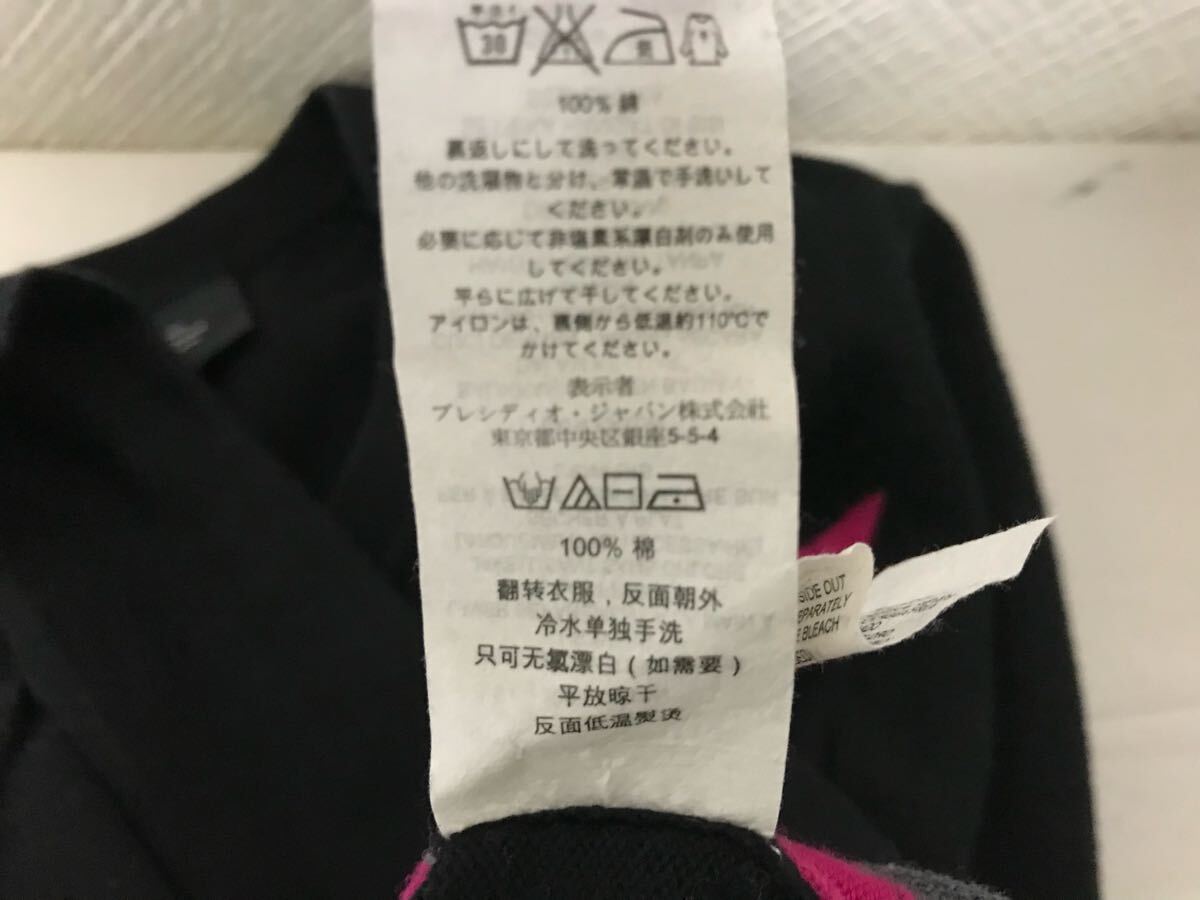 30
100% 綿
裏返しにして洗ってください。
他の洗濯物と分け、常温で手洗いして
ください。
必要に応じて非塩素系漂白剤のみ使用
してください。
平らに広げて干してください。
アイロンは、裏側から低温約110℃で
かけてください。
表示者
プレシディオ・ジャパン株式会社
東京都中央区銀座5-5-4
100% 棉
翻转衣服，反面朝外
冷水单独手洗
只可无氯漂白（如需要）
平放晾干
反面低温熨烫
SIDE OUT
EPARATELY
E BLEACH